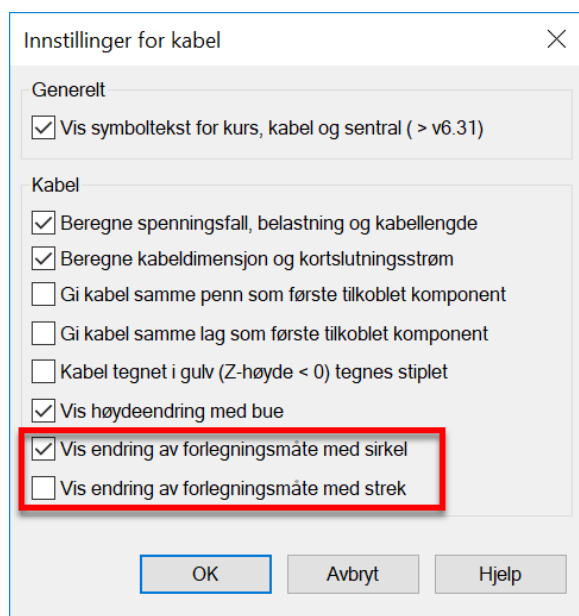 Innstillinger for kabel
Generelt
Vis symboltekst for kurs, kabel og sentral ( > v6.31)
Kabel
Beregne spenningsfall, belastning og kabellengde
Beregne kabeldimensjon og kortslutningsstrøm
Gi kabel samme penn som første tilkoblet komponent
Gi kabel samme lag som første tilkoblet komponent
Kabel tegnet i gulv (Z-høyde < 0) tegnes stiplet
Vis høydeendring med bue
Vis endring av forlegningsmåte med sirkel
Vis endring av forlegningsmåte med strek
OK Avbryt Hjelp